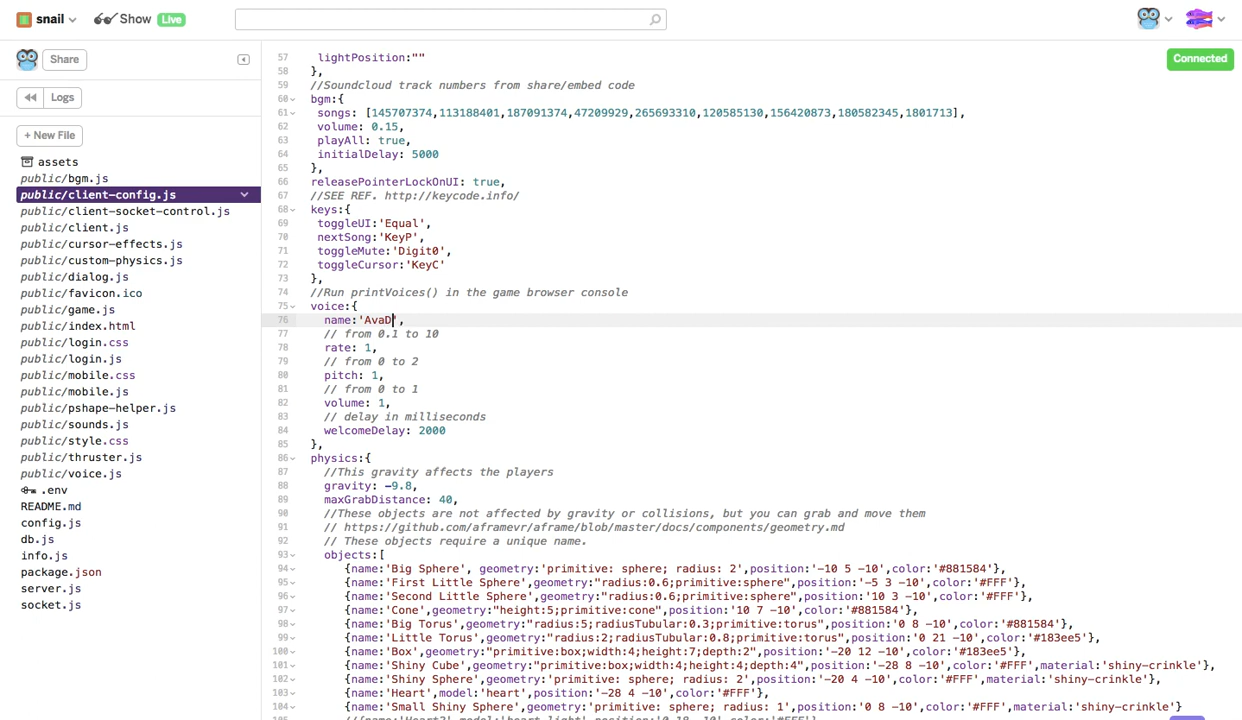 snail Show Live
Share
Connected
Logs
+ New File
assets
public/bgm.js
public/client-config.js
public/client-socket-control.js
public/client.js
public/cursor-effects.js
public/custom-physics.js
public/dialog.js
public/favicon.ico
public/game.js
public/index.html
public/login.css
public/login.js
public/mobile.css
public/mobile.js
public/pshape-helper.js
public/sounds.js
public/style.css
public/thruster.js
public/voice.js
.env
README.md
config.js
db.js
info.js
package.json
server.js
socket.js
57 lightPosition:""
58 },
59 //Soundcloud track numbers from share/embed code
60 bgm:{
61 songs: [145707374,113188401,187091374,47209929,265693310,120585130,156420873,180582345,1801713],
62 volume: 0.15,
63 playAll: true,
64 initialDelay: 5000
65 },
66 releasePointerLockOnUI: true,
67 //SEE REF. http://keycode.info/
68 keys:{
69 toggleUI:'Equal',
70 nextSong:'KeyP',
71 toggleMute:'Digit0',
72 toggleCursor:'KeyC'
73 },
74 //Run printVoices() in the game browser console
75 voice:{
76 name:'AvaD',
77 // from 0.1 to 10
78 rate: 1,
79 // from 0 to 2
80 pitch: 1,
81 // from 0 to 1
82 volume: 1,
83 // delay in milliseconds
84 welcomeDelay: 2000
85 },
86 physics:{
87 //This gravity affects the players
88 gravity: -9.8,
89 maxGrabDistance: 40,
90 //These objects are not affected by gravity or collisions, but you can grab and move them
91 // https://github.com/aframevr/aframe/blob/master/docs/components/geometry.md
92 // These objects require a unique name.
93 objects:[
94 {name:'Big Sphere', geometry:'primitive: sphere; radius: 2',position:'-10 5 -10',color:'#881584'},
95 {name:'First Little Sphere',geometry:"radius:0.6;primitive:sphere",position:'-5 3 -10',color:'#FFF'},
96 {name:'Second Little Sphere',geometry:"radius:0.6;primitive:sphere",position:'10 3 -10',color:'#FFF'},
97 {name:'Cone',geometry:"height:5;primitive:cone",position:'10 7 -10',color:'#881584'},
98 {name:'Big Torus',geometry:"radius:5;radiusTubular:0.3;primitive:torus",position:'0 8 -10',color:'#881584'},
99 {name:'Little Torus',geometry:"radius:2;radiusTubular:0.8;primitive:torus",position:'0 21 -10',color:'#183ee5'},
100 {name:'Box',geometry:"primitive:box;width:4;height:7;depth:2",position:'-20 12 -10',color:'#183ee5'},
101 {name:'Shiny Cube',geometry:"primitive:box;width:4;height:4;depth:4",position:'-28 8 -10',color:'#FFF',material:'shiny-crinkle'},
102 {name:'Shiny Sphere',geometry:'primitive: sphere; radius: 2',position:'-20 4 -10',color:'#FFF',material:'shiny-crinkle'},
103 {name:'Heart',model:'heart',position:'-28 4 -10',color:'#FFF'},
104 {name:'Small Shiny Sphere',geometry:'primitive: sphere; radius: 1',position:'0 8 -10',color:'#FFF',material:'shiny-crinkle'}